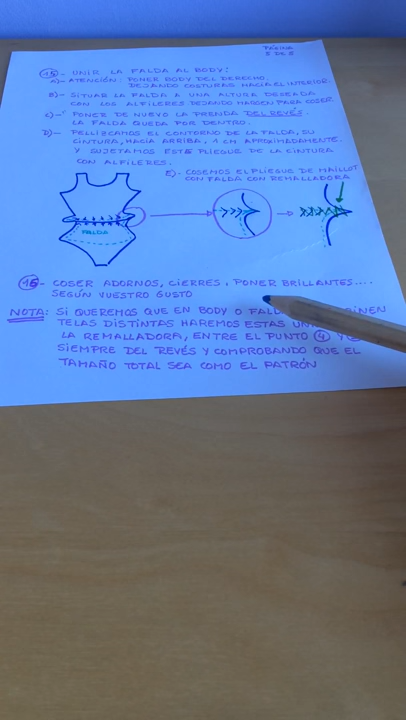 PÁGINA
5 DE 5
15- UNIR LA FALDA AL BODY:
A)- ATENCIÓN: PONER BODY DEL DERECHO,
DEJANDO COSTURAS HACIA EL INTERIOR.
B)- SITUAR LA FALDA A UNA ALTURA DESEADA
CON LOS ALFILERES DEJANDO MARGEN PARA COSER.
C)- PONER DE NUEVO LA PRENDA DEL REVÉS.
LA FALDA QUEDA POR DENTRO.
D)- PELLIZCAMOS EL CONTORNO DE LA FALDA, SU
CINTURA, HACIA ARRIBA, 1 CM APROXIMADAMENTE.
Y SUJETAMOS ESTE PLIEGUE DE LA CINTURA
CON ALFILERES.
E)- COSEMOS EL PLIEGUE DE MAILLOT
CON FALDA CON REMALLADORA
FALDA
16- COSER ADORNOS, CIERRES, PONER BRILLANTES....
SEGÚN VUESTRO GUSTO
NOTA: SI QUEREMOS QUE EN BODY O
TELAS DISTINTAS HAREMOS ESTAS
LA REMALLADORA, ENTRE EL PUNTO 4 Y
SIEMPRE DEL REVÉS Y COMPROBANDO QUE EL
TAMAÑO TOTAL SEA COMO EL PATRÓN